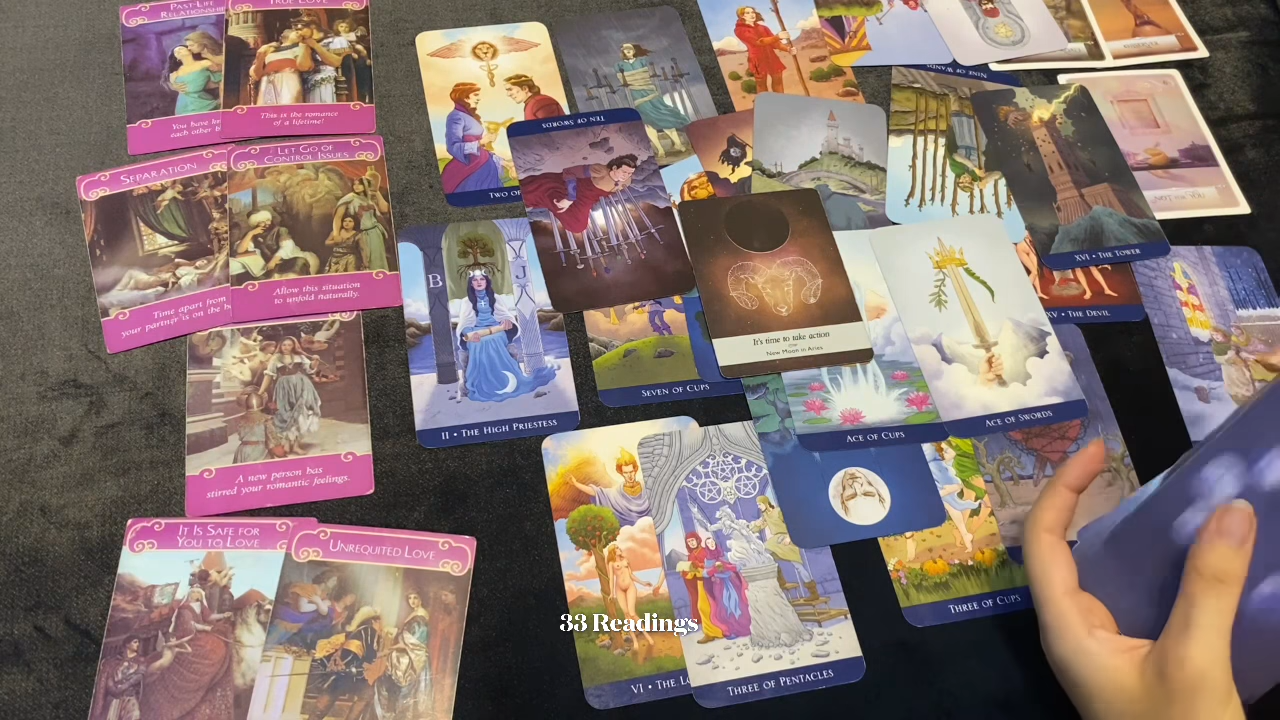 PAST-LIFE
RELATIONSHIP
You have
each other b
TRUE LOVE
This is the romance
of a lifetime!
SEPARATION
Time apart from
your partner is on the h
LET GO OF
CONTROL ISSUES
Allow this situation
to unfold naturally.
A new person has
stirred your romantic feelings.
IT IS SAFE FOR
YOU TO LOVE
UNREQUITED LOVE
TWO OF
TEN OF SWORDS
B J
II • THE HIGH PRIESTESS
SEVEN OF CUPS
It's time to take action
New Moon in Aries
NINE OF WANDS
XVI • THE TOWER
XV • THE DEVIL
NOT FOR YOU
ACE OF CUPS
ACE OF SWORDS
THREE OF CUPS
VI • THE LO
THREE OF PENTACLES
33 Readings